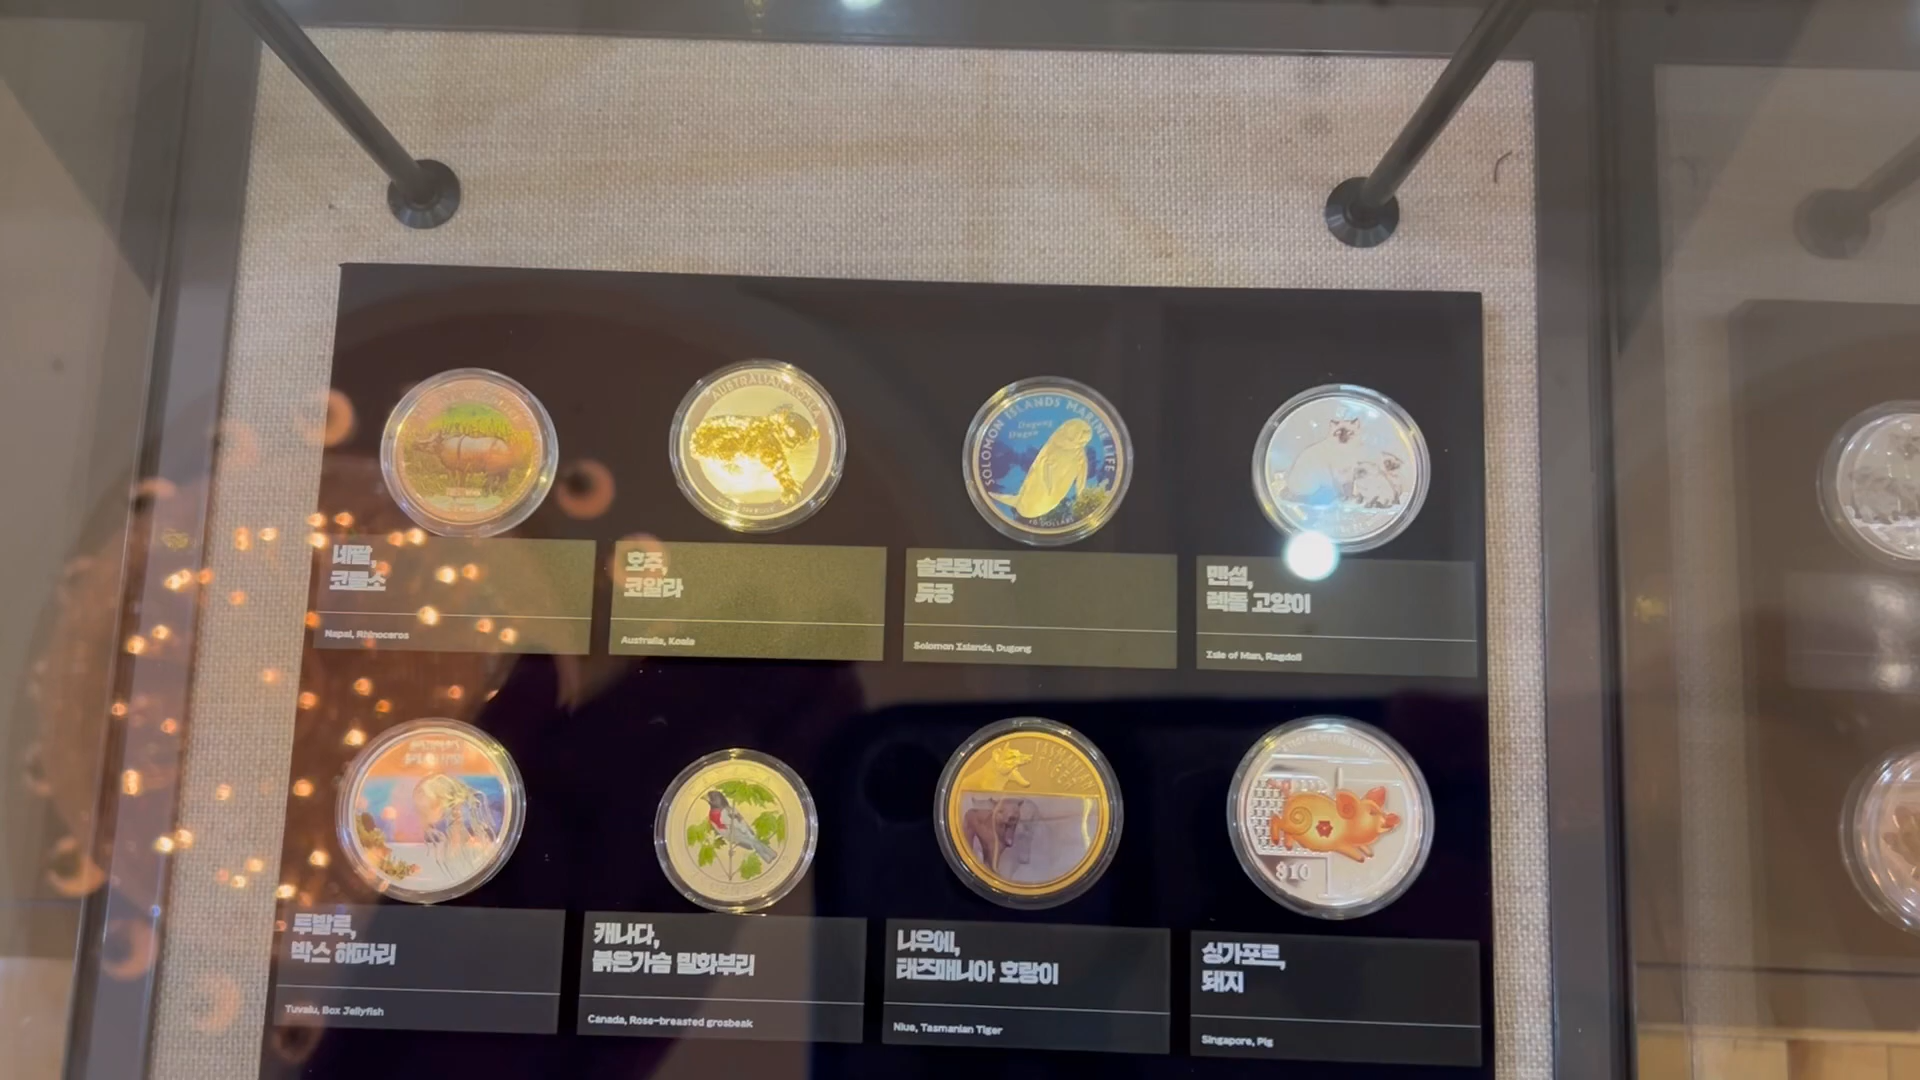 AUSTRALIAN KOALA
SOLOMON ISLANDS MARINE LIFE
Dugong
Dugon
10 DOLLARS
네팔,
코뿔소
Nepal, Rhinoceros
호주,
코알라
Australia, Koala
솔로몬제도,
듀공
Solomon Islands, Dugong
맨섬,
렉돌 고양이
Isle of Man, Ragdoll
TASMANIAN
TIGER
$10
투발루,
박스 해파리
Tuvalu, Box Jellyfish
캐나다,
붉은가슴 밀화부리
Canada, Rose-breasted grosbeak
니우에,
태즈매니아 호랑이
Niue, Tasmanian Tiger
싱가포르,
돼지
Singapore, Pig